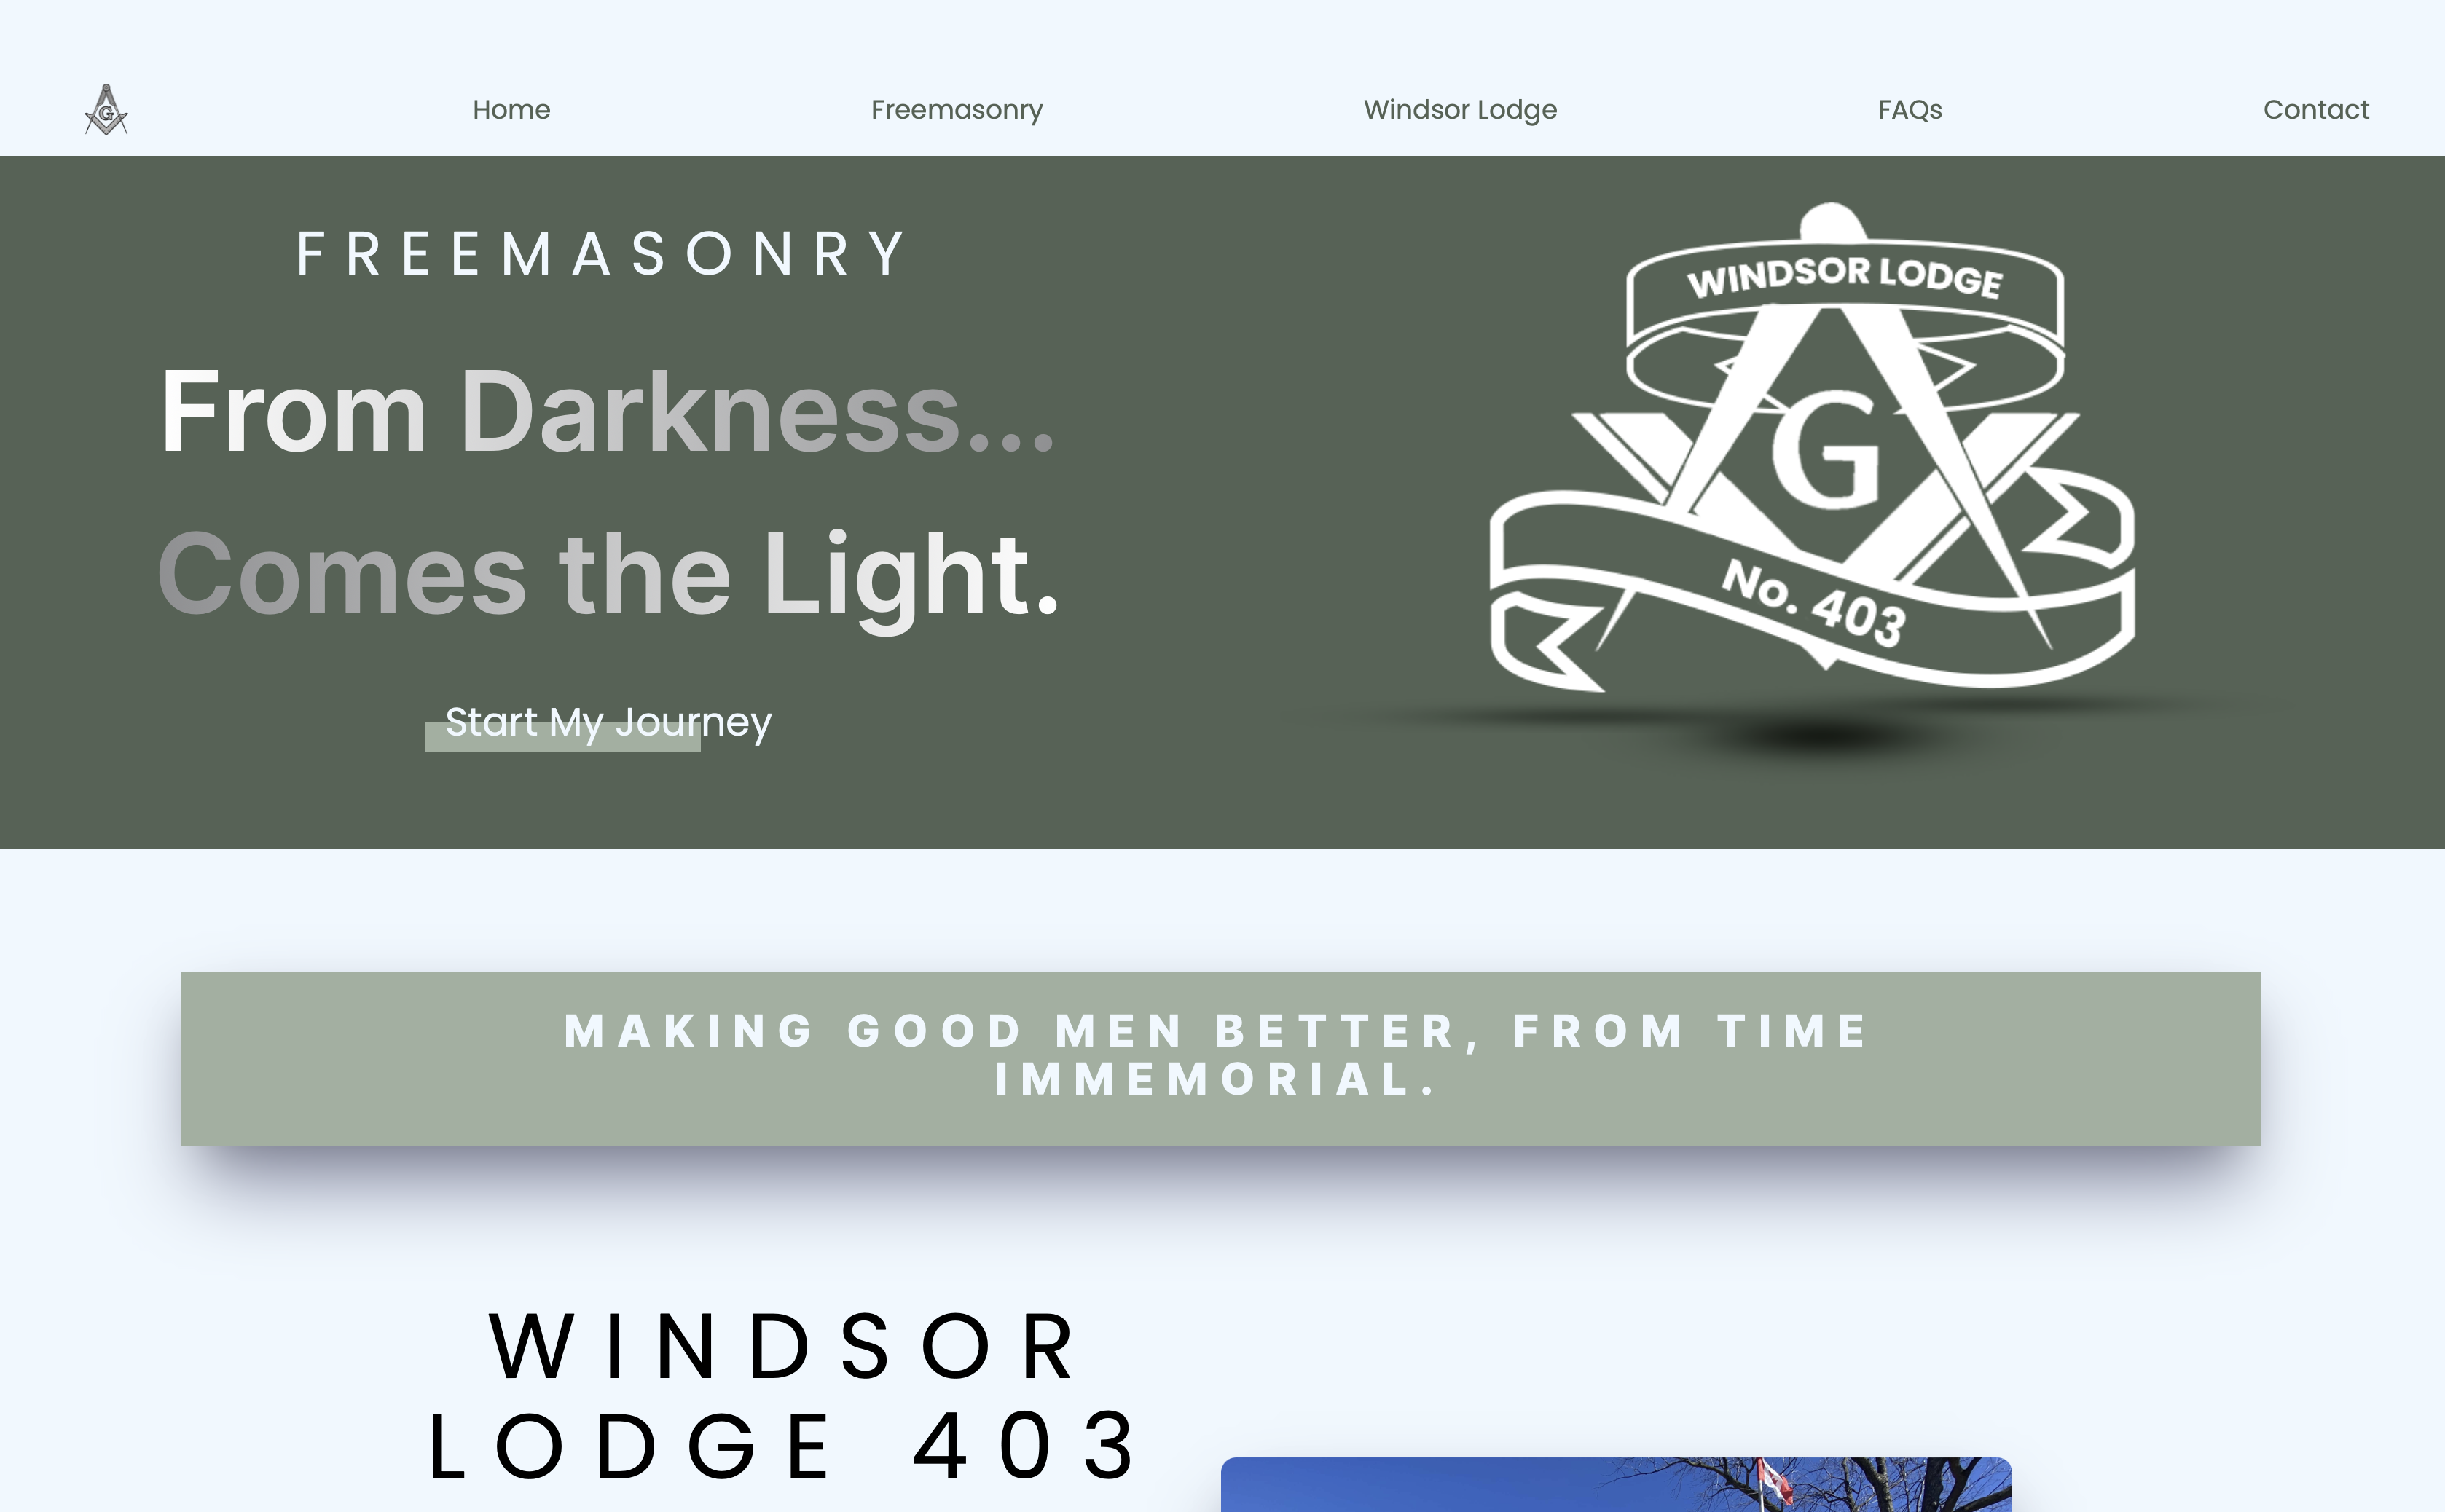 G
Home
Freemasonry
Windsor Lodge
FAQs
Contact
FREEMASONRY
From Darkness...
Comes the Light.
Start My Journey
WINDSOR LODGE
G
No. 403
MAKING GOOD MEN BETTER, FROM TIME
IMMEMORIAL.
WINDSOR
LODGE 403